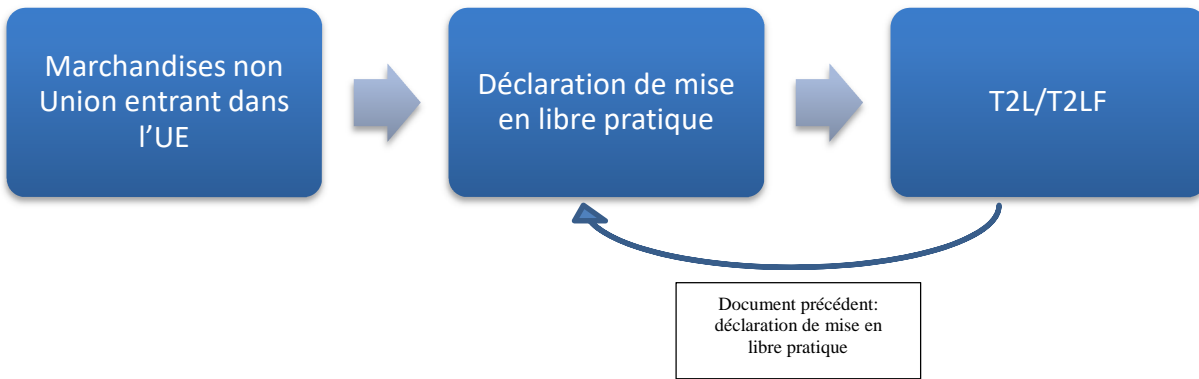 Marchandises non
Union entrant dans
l’UE
Déclaration de mise
en libre pratique
T2L/T2LF
Document précédent:
déclaration de mise en
libre pratique